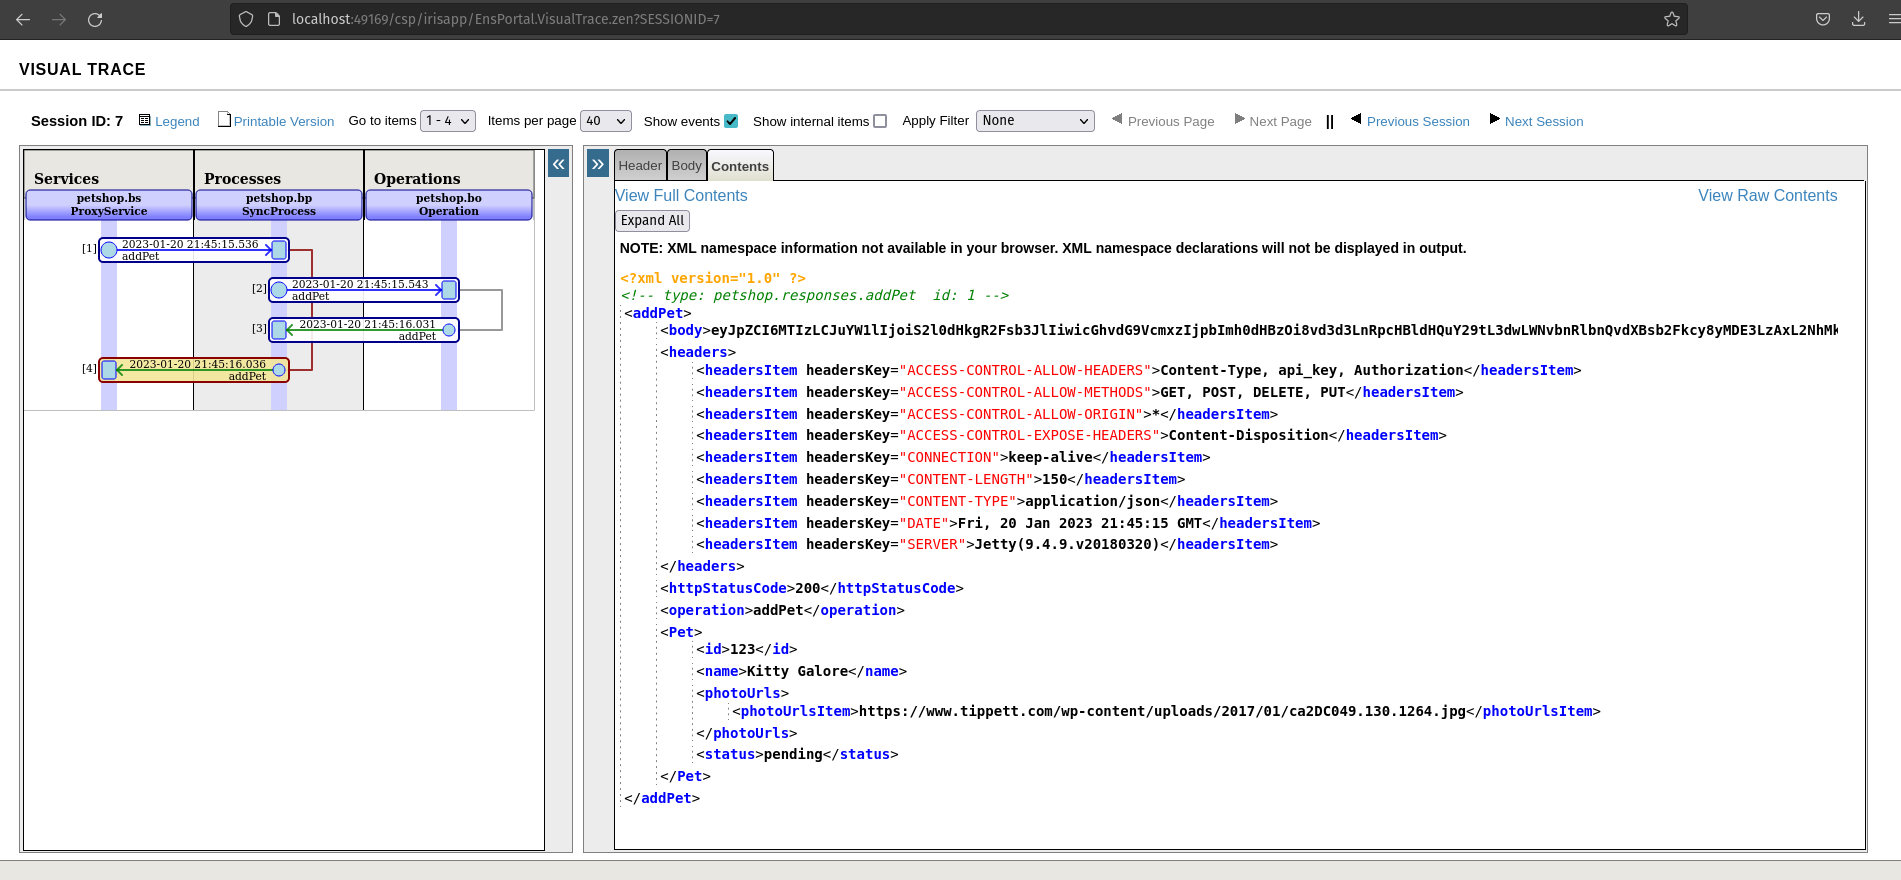 localhost:49169/csp/irisapp/EnsPortal.VisualTrace.zen?SESSIONID=7
VISUAL TRACE
Session ID: 7 Legend Printable Version Go to items 1 - 4 Items per page 40 Show events Show internal items Apply Filter None Previous Page Next Page || Previous Session Next Session
Services Processes Operations
petshop.bs petshop.bp petshop.bo
ProxyService SyncProcess Operation
[1] 2023-01-20 21:45:15.536
addPet
[2] 2023-01-20 21:45:15.543
addPet
[3] 2023-01-20 21:45:16.031
addPet
[4] 2023-01-20 21:45:16.036
addPet
« » Header Body Contents
View Full Contents View Raw Contents
Expand All
NOTE: XML namespace information not available in your browser. XML namespace declarations will not be displayed in output.
<?xml version="1.0" ?>
<!-- type: petshop.responses.addPet  id: 1 -->
<addPet>
<body>eyJpZCI6MTIzLCJuYW1lIjoiS2l0dHkgR2Fsb3JlIiwicGhvdG9VcmxzIjpbImh0dHBzOi8vd3d3LnRpcHBldHQuY29tL3dwLWNvbnRlbnQvdXBsb2Fkcy8yMDE3LzAxL2NhMk
<headers>
<headersItem headersKey="ACCESS-CONTROL-ALLOW-HEADERS">Content-Type, api_key, Authorization</headersItem>
<headersItem headersKey="ACCESS-CONTROL-ALLOW-METHODS">GET, POST, DELETE, PUT</headersItem>
<headersItem headersKey="ACCESS-CONTROL-ALLOW-ORIGIN">*</headersItem>
<headersItem headersKey="ACCESS-CONTROL-EXPOSE-HEADERS">Content-Disposition</headersItem>
<headersItem headersKey="CONNECTION">keep-alive</headersItem>
<headersItem headersKey="CONTENT-LENGTH">150</headersItem>
<headersItem headersKey="CONTENT-TYPE">application/json</headersItem>
<headersItem headersKey="DATE">Fri, 20 Jan 2023 21:45:15 GMT</headersItem>
<headersItem headersKey="SERVER">Jetty(9.4.9.v20180320)</headersItem>
</headers>
<httpStatusCode>200</httpStatusCode>
<operation>addPet</operation>
<Pet>
<id>123</id>
<name>Kitty Galore</name>
<photoUrls>
<photoUrlsItem>https://www.tippett.com/wp-content/uploads/2017/01/ca2DC049.130.1264.jpg</photoUrlsItem>
</photoUrls>
<status>pending</status>
</Pet>
</addPet>